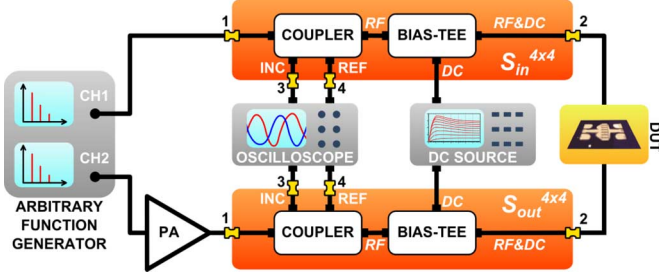 1
COUPLER
RF
BIAS-TEE
RF&DC
2
INC
REF
DC
S_in^4x4
3
4
CH1
CH2
OSCILLOSCOPE
DC SOURCE
DUT
ARBITRARY
FUNCTION
GENERATOR
PA
3
4
INC
REF
DC
S_out^4x4
1
COUPLER
RF
BIAS-TEE
RF&DC
2